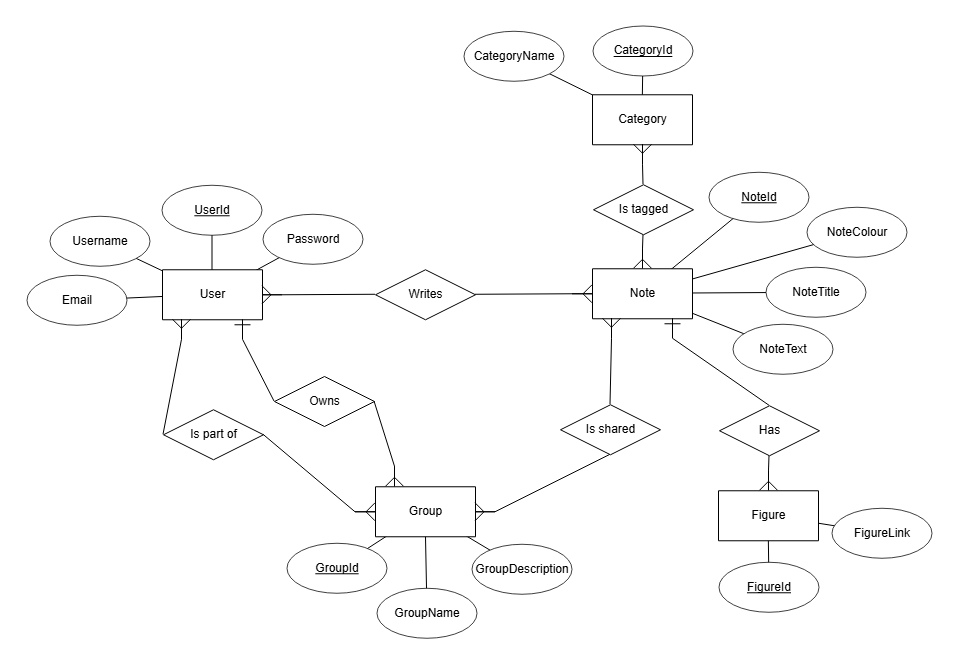 CategoryName
CategoryId
Category
Is tagged
NoteId
UserId
Username
Password
NoteColour
Email
User
Writes
Note
NoteTitle
NoteText
Owns
Is part of
Is shared
Has
Group
Figure
FigureLink
GroupId
GroupDescription
FigureId
GroupName